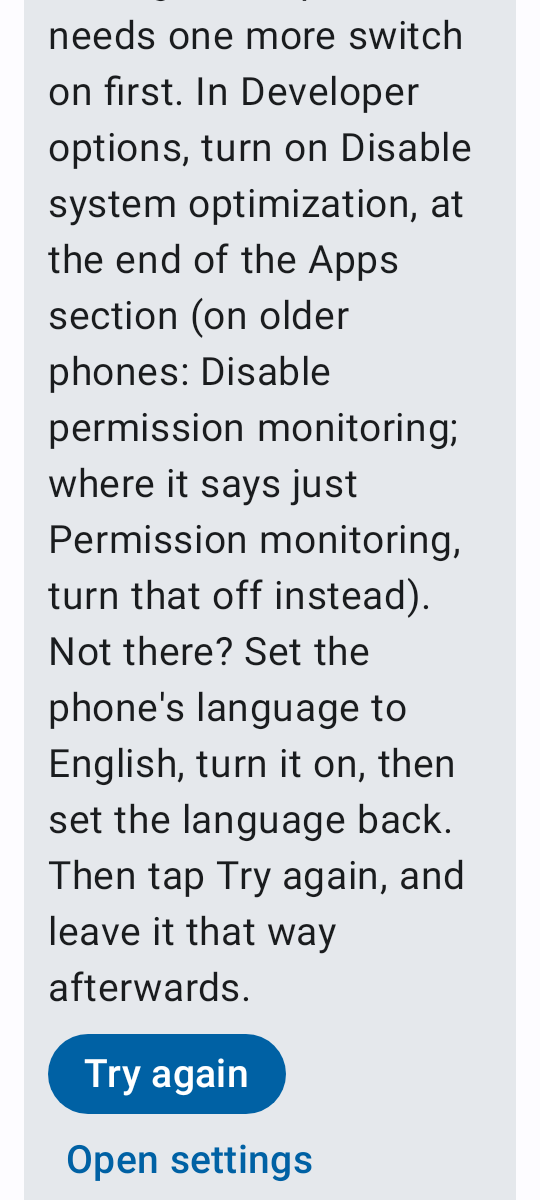 needs one more switch
on first. In Developer
options, turn on Disable
system optimization, at
the end of the Apps
section (on older
phones: Disable
permission monitoring;
where it says just
Permission monitoring,
turn that off instead).
Not there? Set the
phone's language to
English, turn it on, then
set the language back.
Then tap Try again, and
leave it that way
afterwards.
Try again
Open settings